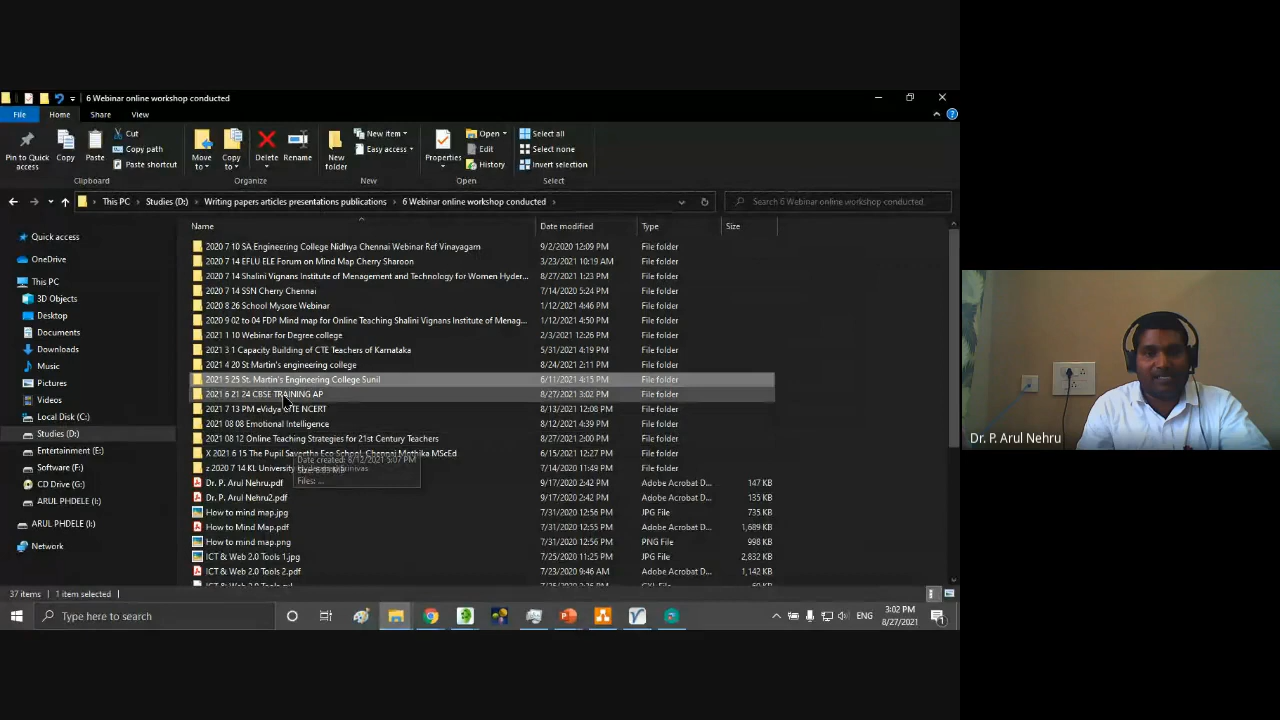 6 Webinar online workshop conducted
File Home Share View
Pin to Quick access
Copy
Paste
Cut
Copy path
Paste shortcut
Move to
Copy to
Delete
Rename
New folder
New item
Easy access
Properties
Open
Edit
History
Select all
Select none
Invert selection
Clipboard Organize New Open Select
This PC › Studies (D:) › Writing papers articles presentations publications › 6 Webinar online workshop conducted ›
Search 6 Webinar online workshop conducted
Quick access
OneDrive
This PC
3D Objects
Desktop
Documents
Downloads
Music
Pictures
Videos
Local Disk (C:)
Studies (D:)
Entertainment (E:)
Software (F:)
CD Drive (G:)
ARUL PHDELE (I:)
ARUL PHDELE (I:)
Network
Name Date modified Type Size
2020 7 10 SA Engineering College Nidhya Chennai Webinar Ref Vinayagam 9/2/2020 12:09 PM File folder
2020 7 14 EFLU ELE Forum on Mind Map Cherry Sharoon 3/23/2021 10:19 AM File folder
2020 7 14 Shalini Vignans Institute of Menagement and Technology for Women Hyder... 8/27/2021 1:23 PM File folder
2020 7 14 SSN Cherry Chennai 7/14/2020 5:24 PM File folder
2020 8 26 School Mysore Webinar 1/12/2021 4:46 PM File folder
2020 9 02 to 04 FDP Mind map for Online Teaching Shalini Vignans Institute of Menag... 1/12/2021 4:50 PM File folder
2021 1 10 Webinar for Degree college 2/3/2021 12:26 PM File folder
2021 3 1 Capacity Building of CTE Teachers of Karnataka 5/31/2021 4:19 PM File folder
2021 4 20 St Martin's engineering college 8/24/2021 2:11 PM File folder
2021 5 25 St. Martin's Engineering College Sunil 6/11/2021 4:15 PM File folder
2021 6 21 24 CBSE TRAINING AP 8/27/2021 3:02 PM File folder
2021 7 13 PM eVidya NCERT 8/13/2021 12:08 PM File folder
2021 08 08 Emotional Intelligence 8/12/2021 4:39 PM File folder
2021 08 12 Online Teaching Strategies for 21st Century Teachers 8/27/2021 2:00 PM File folder
X 2021 6 15 The Pupil Saveetha Eco School, Chennai Mothika MScEd 6/15/2021 12:27 PM File folder
z 2020 7 14 KL University 7/14/2020 11:49 PM File folder
Date created: 8/12/2021 5:07 PM
Files: ...
Dr. P. Arul Nehru.pdf 9/17/2020 2:42 PM Adobe Acrobat D... 147 KB
Dr. P. Arul Nehru2.pdf 9/17/2020 2:42 PM Adobe Acrobat D... 135 KB
How to mind map.jpg 7/31/2020 12:56 PM JPG File 735 KB
How to Mind Map.pdf 7/31/2020 12:55 PM Adobe Acrobat D... 1,689 KB
How to mind map.png 7/31/2020 12:56 PM PNG File 998 KB
ICT & Web 2.0 Tools 1.jpg 7/25/2020 11:25 PM JPG File 2,832 KB
ICT & Web 2.0 Tools 2.pdf 7/23/2020 9:46 AM Adobe Acrobat D... 1,142 KB
37 items 1 item selected
Type here to search
ENG
3:02 PM
8/27/2021
Dr. P. Arul Nehru